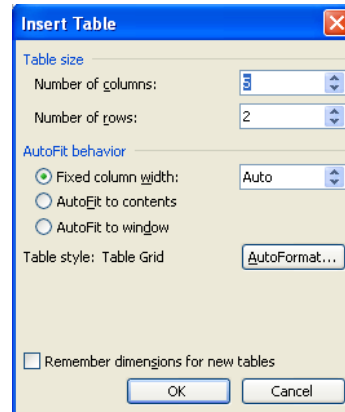 Insert Table
Table size
Number of columns: 5
Number of rows: 2
AutoFit behavior
Fixed column width: Auto
AutoFit to contents
AutoFit to window
Table style: Table Grid AutoFormat...
Remember dimensions for new tables
OK Cancel